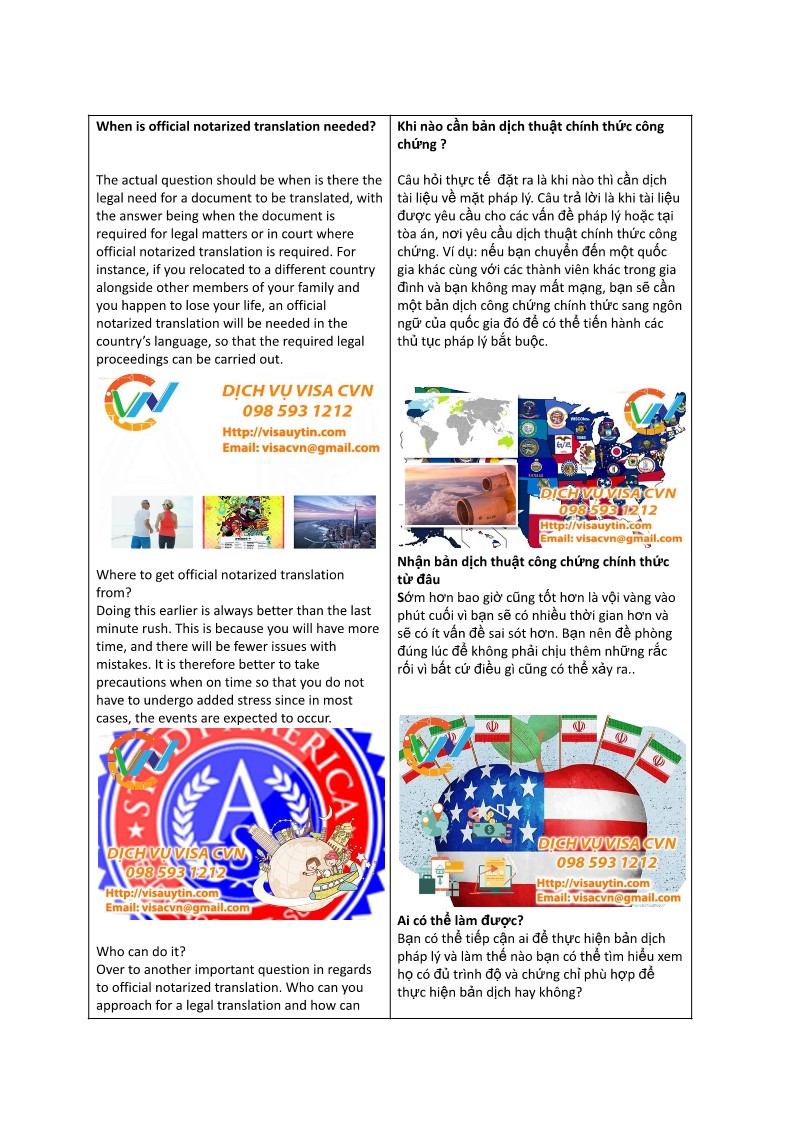 When is official notarized translation needed?
The actual question should be when is there the
legal need for a document to be translated, with
the answer being when the document is
required for legal matters or in court where
official notarized translation is required. For
instance, if you relocated to a different country
alongside other members of your family and
you happen to lose your life, an official
notarized translation will be needed in the
country's language, so that the required legal
proceedings can be carried out.
CVN
DỊCH VỤ VISA CVN
098 593 1212
Http://visauytin.com
Email: visacvn@gmail.com
Where to get official notarized translation
from?
Doing this earlier is always better than the last
minute rush. This is because you will have more
time, and there will be fewer issues with
mistakes. It is therefore better to take
precautions when on time so that you do not
have to undergo added stress since in most
cases, the events are expected to occur.
CVN
STUDY AMERICA
AS
DỊCH VỤ VISA CVN
098 593 1212
Http://visauytin.com
Email: visacvn@gmail.com
Who can do it?
Over to another important question in regards
to official notarized translation. Who can you
approach for a legal translation and how can
Khi nào cần bản dịch thuật chính thức công
chứng ?
Câu hỏi thực tế  đặt ra là khi nào thì cần dịch
tài liệu về mặt pháp lý. Câu trả lời là khi tài liệu
được yêu cầu cho các vấn đề pháp lý hoặc tại
tòa án, nơi yêu cầu dịch thuật chính thức công
chứng. Ví dụ: nếu bạn chuyển đến một quốc
gia khác cùng với các thành viên khác trong gia
đình và bạn không may mất mạng, bạn sẽ cần
một bản dịch công chứng chính thức sang ngôn
ngữ của quốc gia đó để có thể tiến hành các
thủ tục pháp lý bắt buộc.
CVN
DỊCH VỤ VISA CVN
098 593 1212
Http://visauytin.com
Email: visacvn@gmail.com
Nhận bản dịch thuật công chứng chính thức
từ đâu
Sớm hơn bao giờ cũng tốt hơn là vội vàng vào
phút cuối vì bạn sẽ có nhiều thời gian hơn và
sẽ có ít vấn đề sai sót hơn. Bạn nên đề phòng
đúng lúc để không phải chịu thêm những rắc
rối vì bất cứ điều gì cũng có thể xảy ra..
CVN
DỊCH VỤ VISA CVN
098 593 1212
Http://visauytin.com
Email: visacvn@gmail.com
Ai có thể làm được?
Bạn có thể tiếp cận ai để thực hiện bản dịch
pháp lý và làm thế nào bạn có thể tìm hiểu xem
họ có đủ trình độ và chứng chỉ phù hợp để
thực hiện bản dịch hay không?